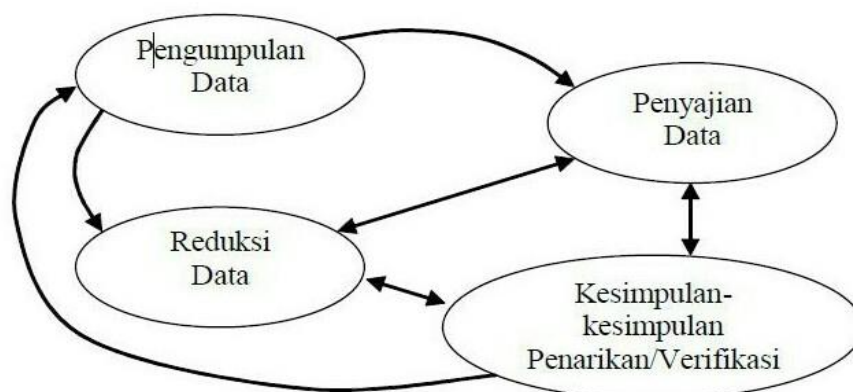 Pengumpulan
Data
Penyajian
Data
Reduksi
Data
Kesimpulan-
kesimpulan
Penarikan/Verifikasi